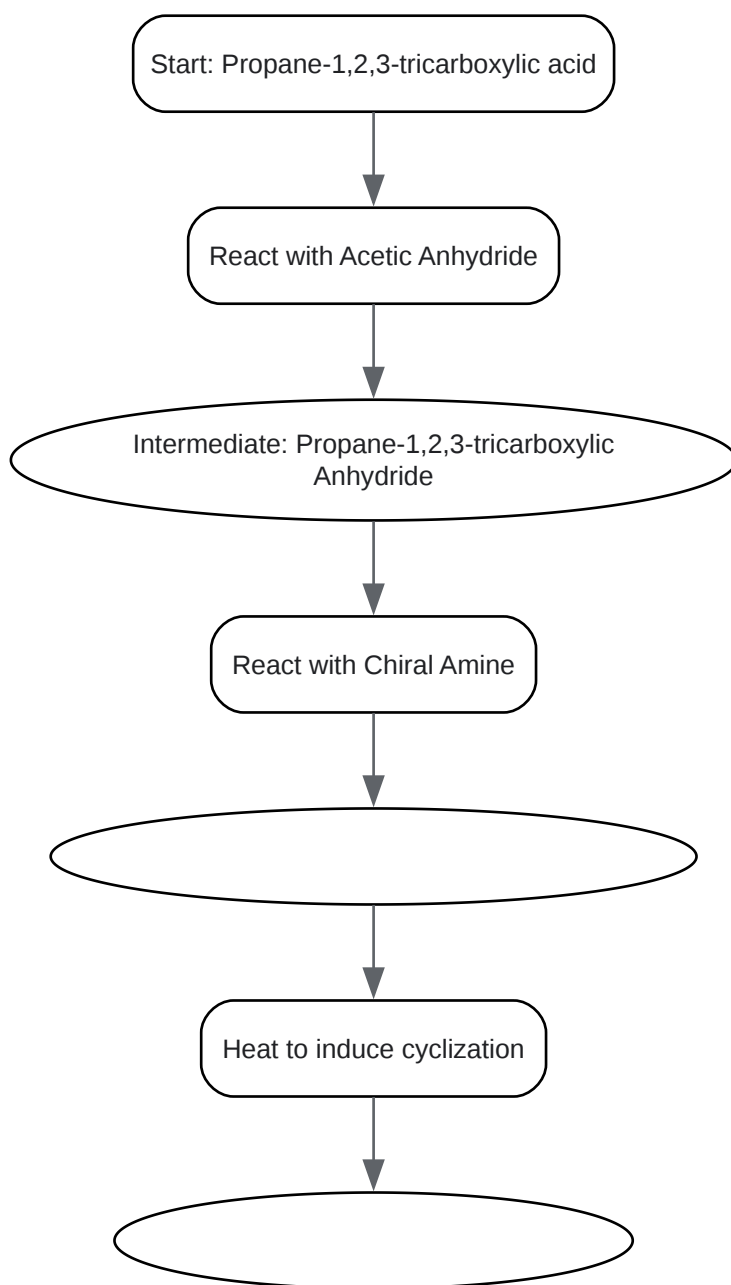 Start: Propane-1,2,3-tricarboxylic acid
React with Acetic Anhydride
Intermediate: Propane-1,2,3-tricarboxylic
Anhydride
React with Chiral Amine
Heat to induce cyclization